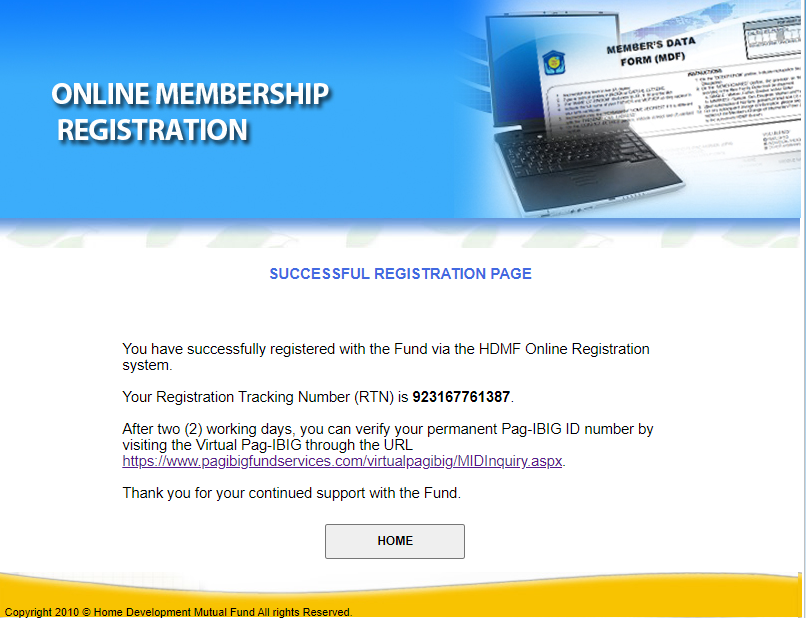 MEMBER'S DATA
FORM (MDF)
INSTRUCTIONS
ONLINE MEMBERSHIP
REGISTRATION
SUCCESSFUL REGISTRATION PAGE
You have successfully registered with the Fund via the HDMF Online Registration
system.
Your Registration Tracking Number (RTN) is 923167761387.
After two (2) working days, you can verify your permanent Pag-IBIG ID number by
visiting the Virtual Pag-IBIG through the URL
https://www.pagibigfundservices.com/virtualpagibig/MIDInquiry.aspx.
Thank you for your continued support with the Fund.
HOME
Copyright 2010 © Home Development Mutual Fund All rights Reserved.